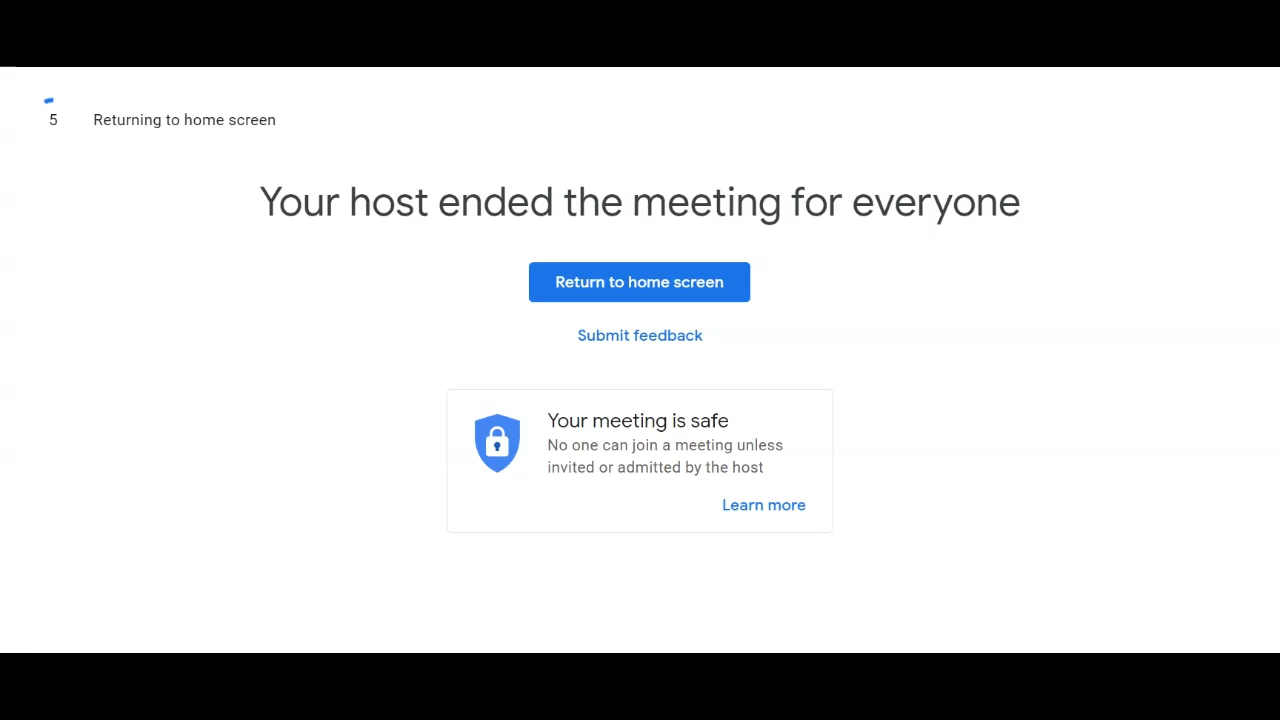 5 Returning to home screen
Your host ended the meeting for everyone
Return to home screen
Submit feedback
Your meeting is safe
No one can join a meeting unless
invited or admitted by the host
Learn more